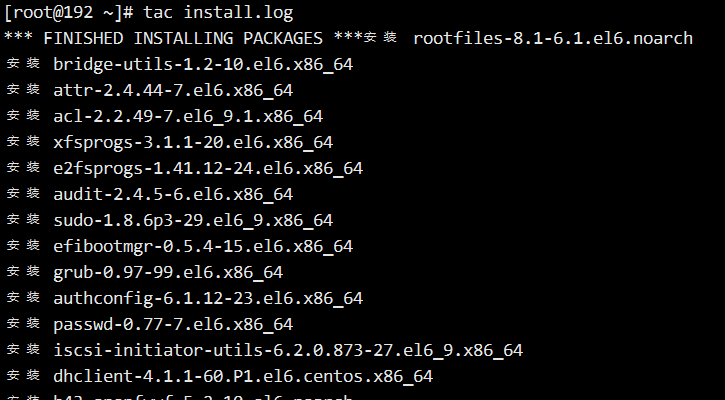 [root@192 ~]# tac install.log
*** FINISHED INSTALLING PACKAGES ***安装 rootfiles-8.1-6.1.el6.noarch
安装 bridge-utils-1.2-10.el6.x86_64
安装 attr-2.4.44-7.el6.x86_64
安装 acl-2.2.49-7.el6_9.1.x86_64
安装 xfsprogs-3.1.1-20.el6.x86_64
安装 e2fsprogs-1.41.12-24.el6.x86_64
安装 audit-2.4.5-6.el6.x86_64
安装 sudo-1.8.6p3-29.el6_9.x86_64
安装 efibootmgr-0.5.4-15.el6.x86_64
安装 grub-0.97-99.el6.x86_64
安装 authconfig-6.1.12-23.el6.x86_64
安装 passwd-0.77-7.el6.x86_64
安装 iscsi-initiator-utils-6.2.0.873-27.el6_9.x86_64
安装 dhclient-4.1.1-60.P1.el6.centos.x86_64